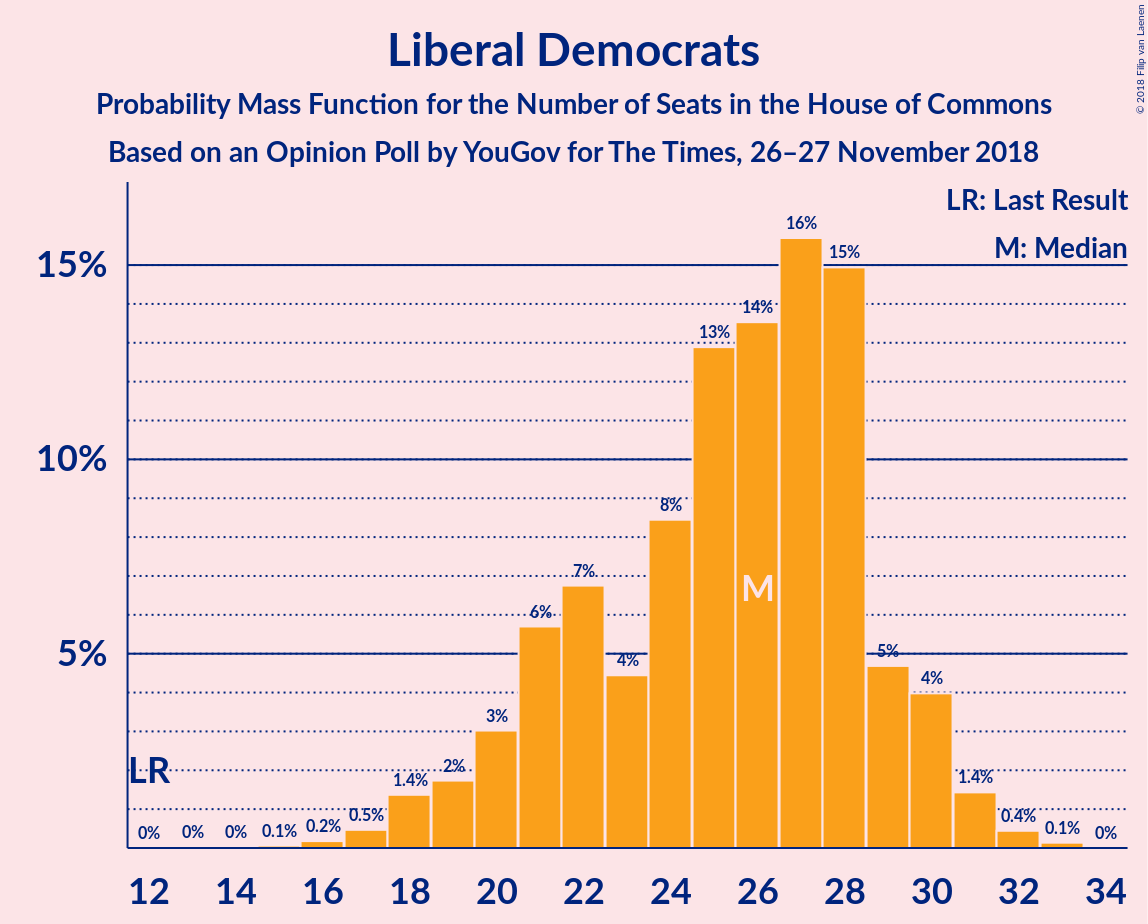 © 2018 Filip van Laenen
Liberal Democrats
Probability Mass Function for the Number of Seats in the House of Commons
Based on an Opinion Poll by YouGov for The Times, 26–27 November 2018
LR: Last Result
M: Median
15%
10%
5%
LR
M
0%
0%
0%
0.1%
0.2%
0.5%
1.4%
2%
3%
6%
7%
4%
8%
13%
14%
16%
15%
5%
4%
1.4%
0.4%
0.1%
0%
12 14 16 18 20 22 24 26 28 30 32 34